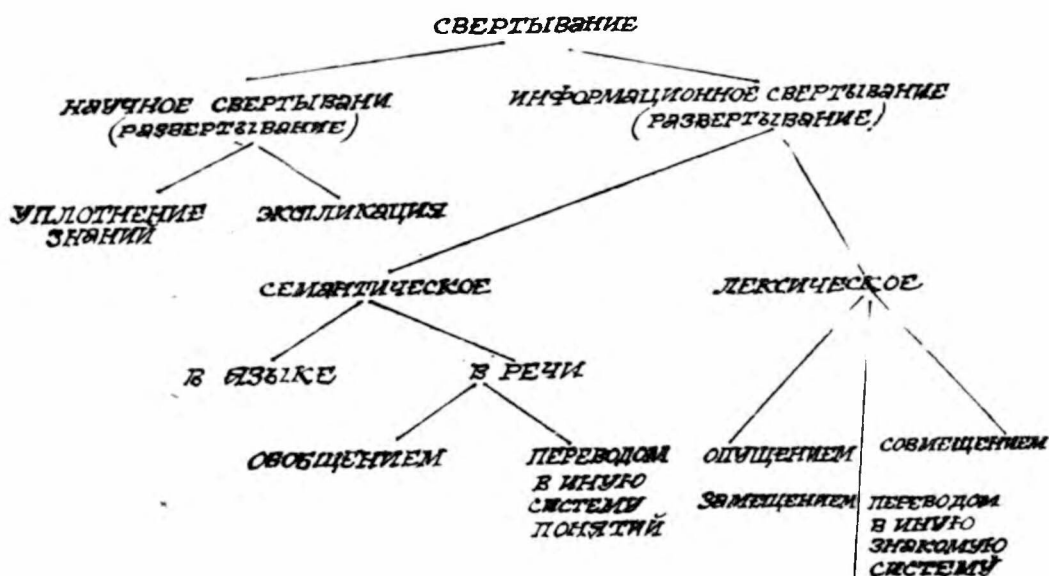 СВЕРТЫВАНИЕ
НАУЧНОЕ СВЕРТЫВАНИ
(РАЗВЕРТЫВАНИЕ)
ИНФОРМАЦИОННОЕ СВЕРТЫВАНИЕ
(РАЗВЕРТЫВАНИЕ)
УПЛОТНЕНИЕ
ЗНАНИЙ
ЭКСПЛИКАЦИЯ
СЕМАНТИЧЕСКОЕ
ЛЕКСИЧЕСКОЕ
В ЯЗЫКЕ
В РЕЧИ
ОБОБЩЕНИЕМ
ПЕРЕВОДОМ
В ИНУЮ
СИСТЕМУ
ПОНЯТИЙ
ОПУЩЕНИЕМ
СОВМЕЩЕНИЕМ
ЗАМЕЩЕНИЕМ
ПЕРЕВОДОМ
В ИНУЮ
ЗНАКОМУЮ
СИСТЕМУ